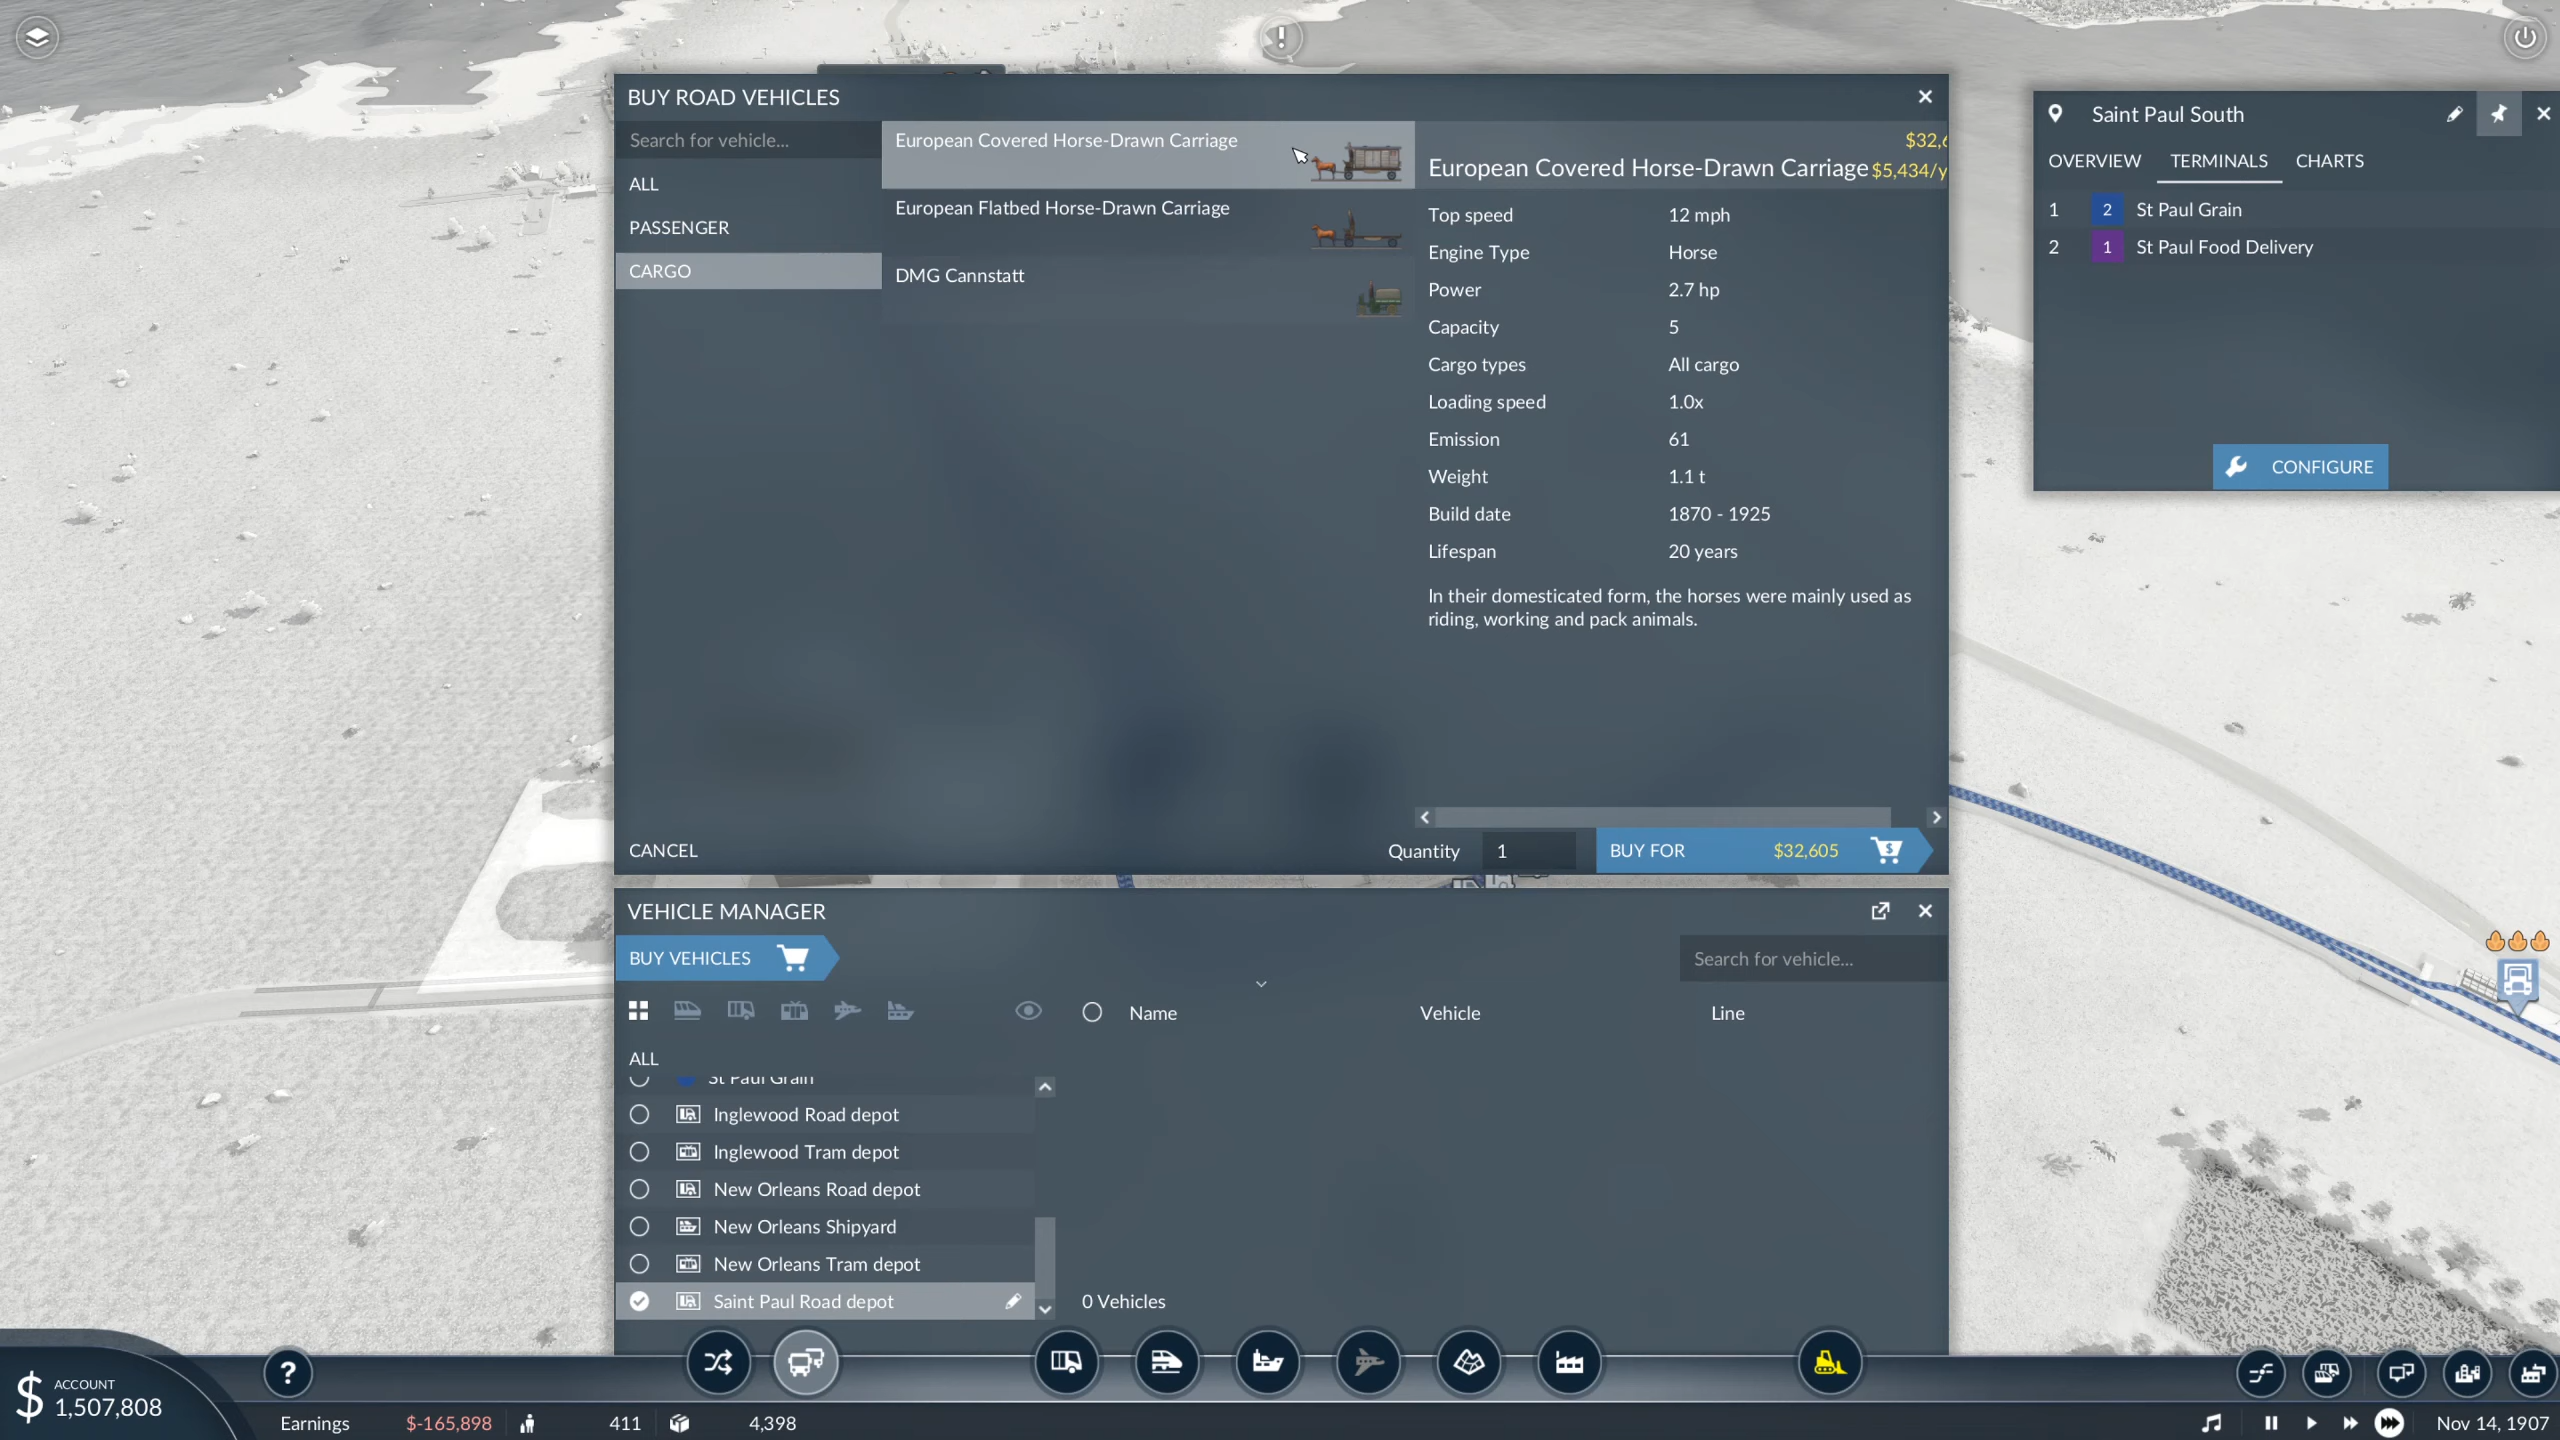 BUY ROAD VEHICLES
Search for vehicle...
ALL
PASSENGER
CARGO
European Covered Horse-Drawn Carriage
European Flatbed Horse-Drawn Carriage
DMG Cannstatt
$32,6
European Covered Horse-Drawn Carriage $5,434/y
Top speed 12 mph
Engine Type Horse
Power 2.7 hp
Capacity 5
Cargo types All cargo
Loading speed 1.0x
Emission 61
Weight 1.1 t
Build date 1870 - 1925
Lifespan 20 years
In their domesticated form, the horses were mainly used as
riding, working and pack animals.
CANCEL
Quantity 1
BUY FOR $32,605
Saint Paul South
OVERVIEW TERMINALS CHARTS
1 2 St Paul Grain
2 1 St Paul Food Delivery
CONFIGURE
VEHICLE MANAGER
BUY VEHICLES
Search for vehicle...
Name Vehicle Line
ALL
St Paul Grain
Inglewood Road depot
Inglewood Tram depot
New Orleans Road depot
New Orleans Shipyard
New Orleans Tram depot
Saint Paul Road depot
0 Vehicles
?
$ ACCOUNT
1,507,808
Earnings $-165,898 411 4,398
Nov 14, 1907